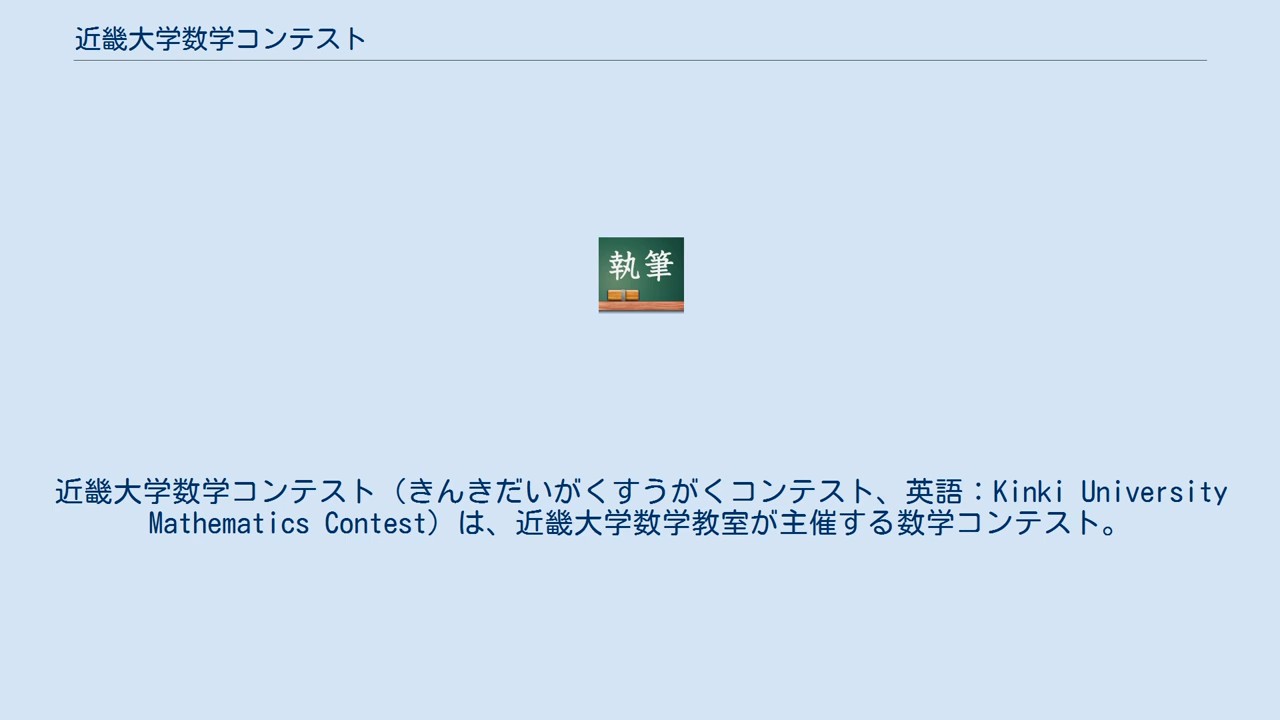 近畿大学数学コンテスト
執筆
近畿大学数学コンテスト（きんきだいがくすうがくコンテスト、英語：Kinki University
Mathematics Contest）は、近畿大学数学教室が主催する数学コンテスト。